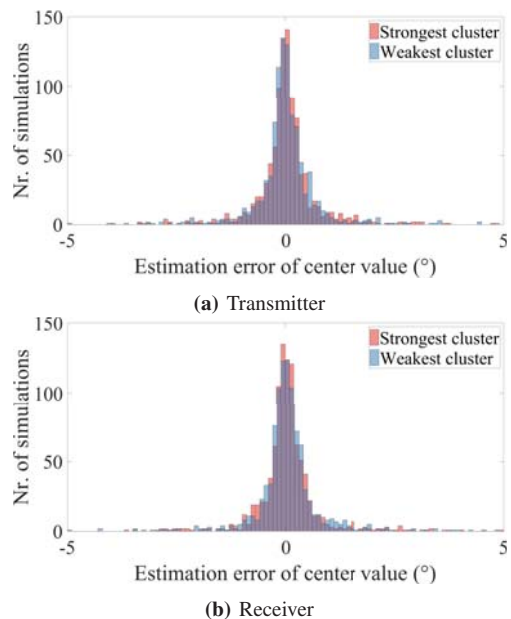 150
Strongest cluster
Weakest cluster
100
Nr. of simulations
50
0
-5 0 5
Estimation error of center value (°)
(a) Transmitter
150
Strongest cluster
Weakest cluster
100
Nr. of simulations
50
0
-5 0 5
Estimation error of center value (°)
(b) Receiver